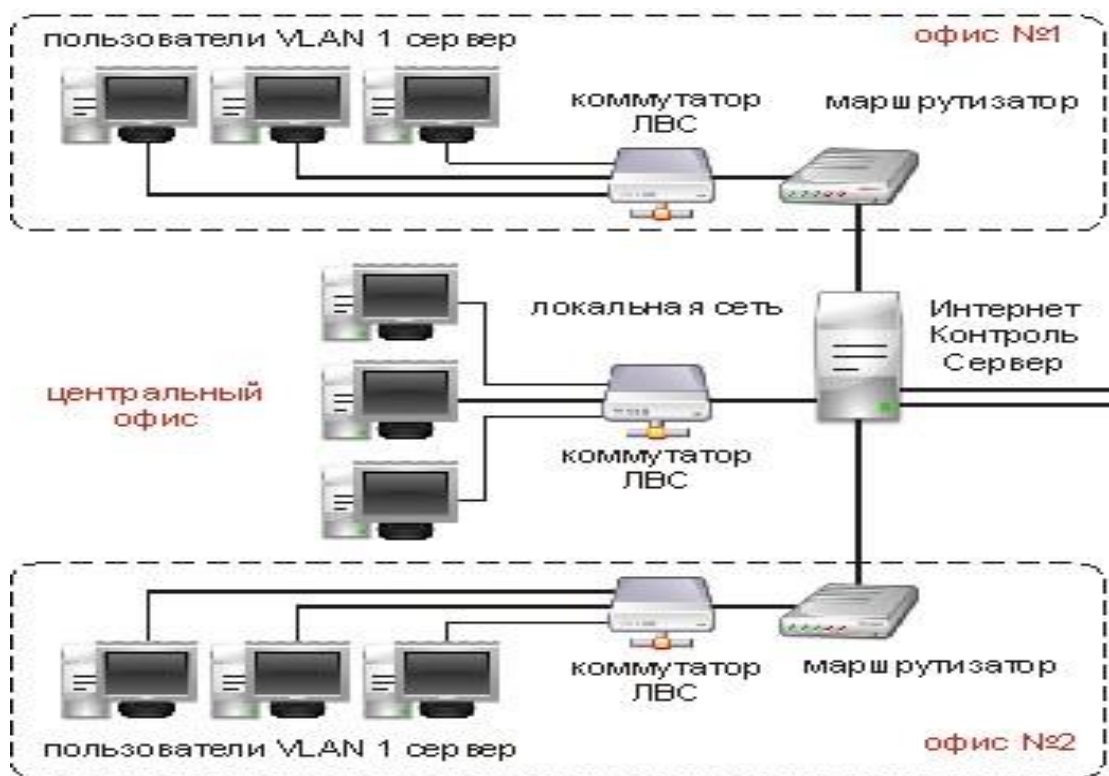 пользователи VLAN 1 сервер
офис №1
коммутатор
ЛВС
маршрутизатор
локальная сеть
Интернет
Контроль
Сервер
центральный
офис
коммутатор
ЛВС
коммутатор
ЛВС
маршрутизатор
пользователи VLAN 1 сервер
офис №2